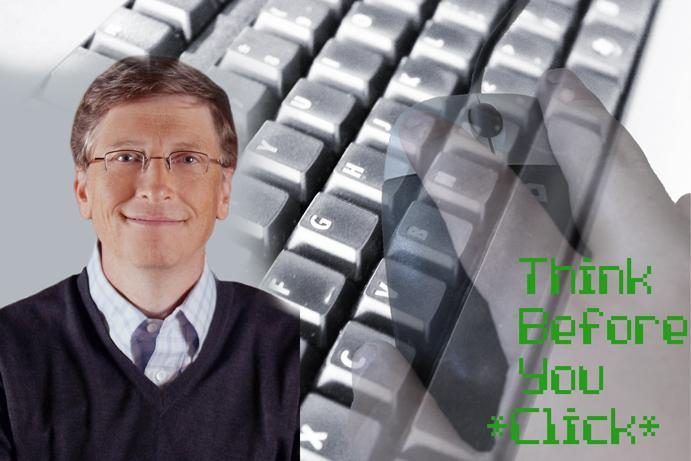 Y U J
G H
F V B
C
X
Think
Before
You
*Click*